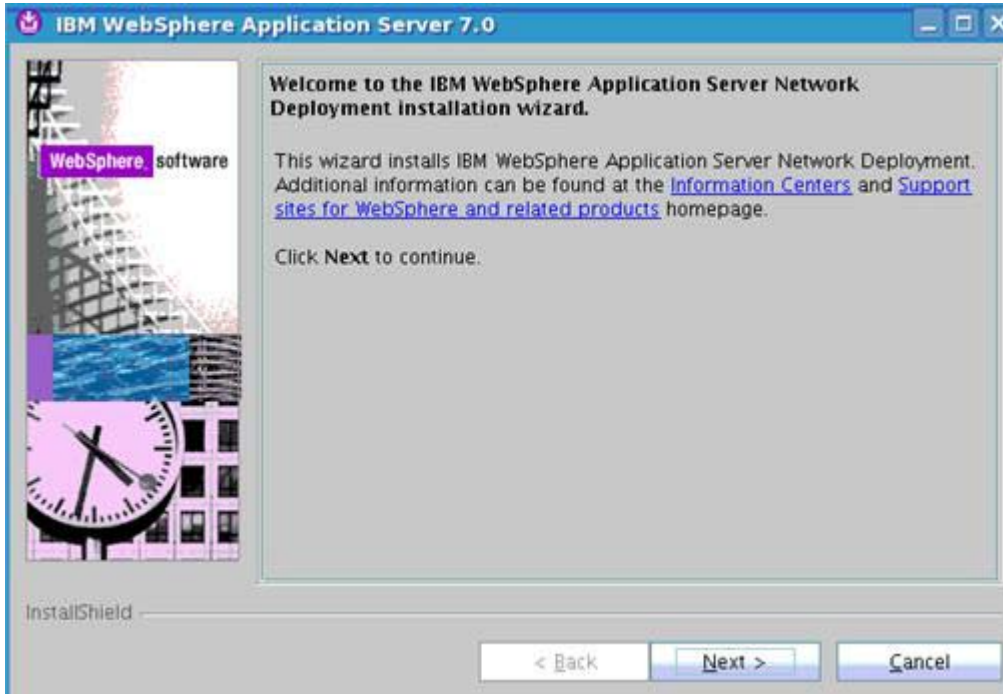 IBM WebSphere Application Server 7.0
WebSphere. software
Welcome to the IBM WebSphere Application Server Network
Deployment installation wizard.
This wizard installs IBM WebSphere Application Server Network Deployment.
Additional information can be found at the Information Centers and Support
sites for WebSphere and related products homepage.
Click Next to continue.
InstallShield
< Back
Next >
Cancel